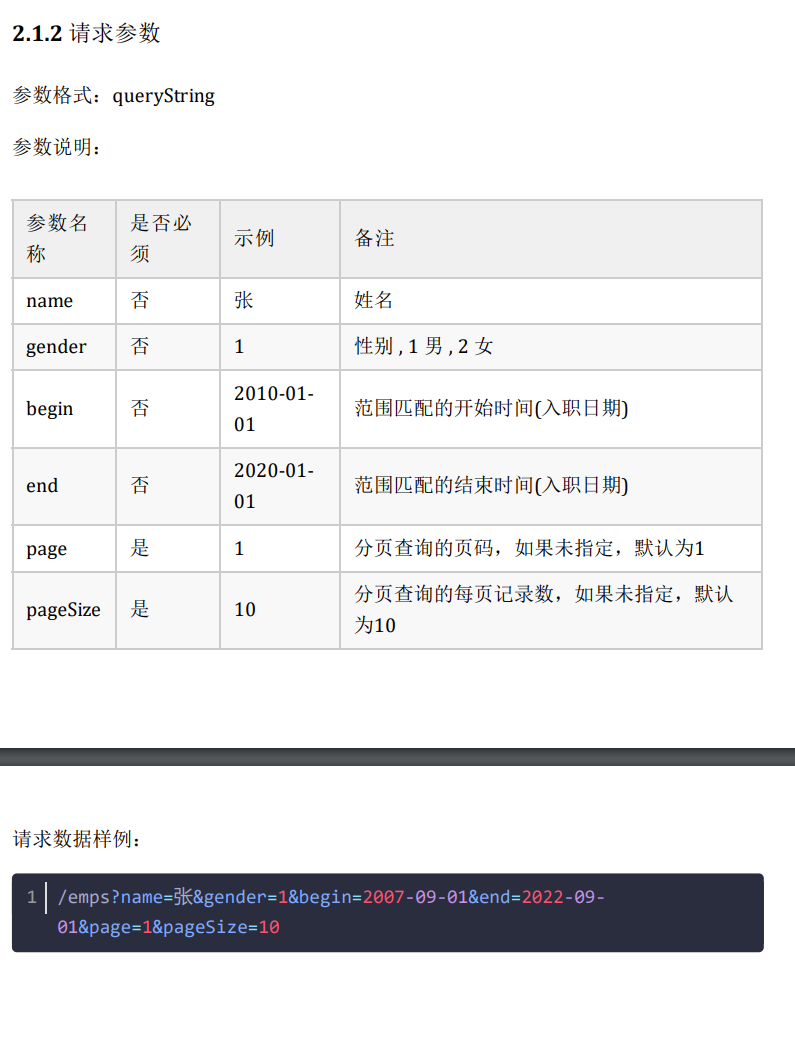 2.1.2 请求参数
参数格式：queryString
参数说明：
参数名称 是否必须 示例 备注
name 否 张 姓名
gender 否 1 性别 , 1 男 , 2 女
begin 否 2010-01-01 范围匹配的开始时间(入职日期)
end 否 2020-01-01 范围匹配的结束时间(入职日期)
page 是 1 分页查询的页码，如果未指定，默认为1
pageSize 是 10 分页查询的每页记录数，如果未指定，默认为10
请求数据样例：
1 /emps?name=张&gender=1&begin=2007-09-01&end=2022-09-
01&page=1&pageSize=10